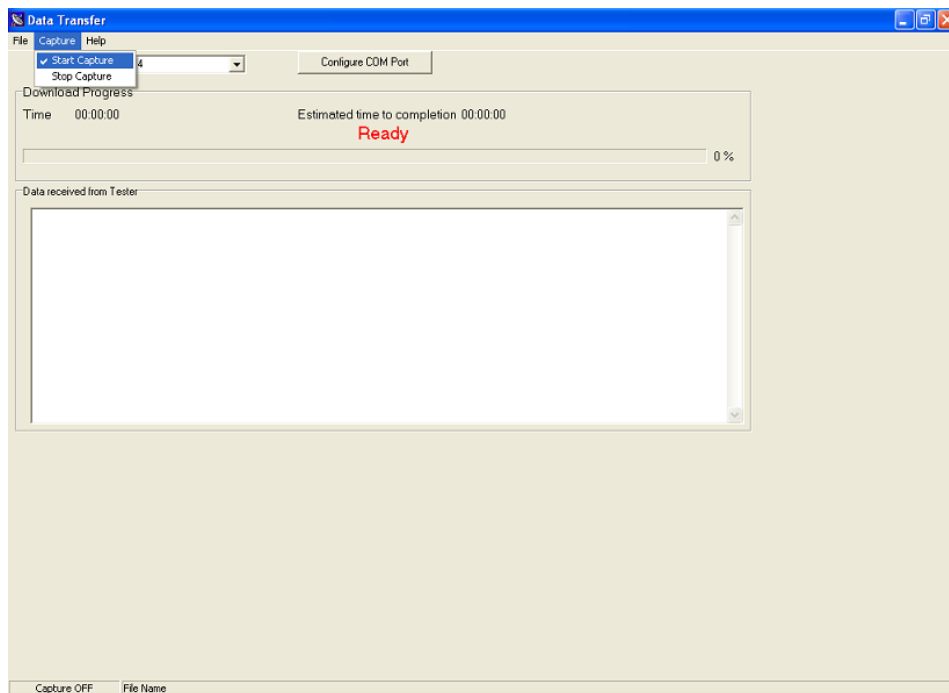 Data Transfer
File Capture Help
Start Capture
Stop Capture
4
Configure COM Port
Download Progress
Time 00:00:00 Estimated time to completion 00:00:00
Ready
0 %
Data received from Tester
Capture OFF File Name